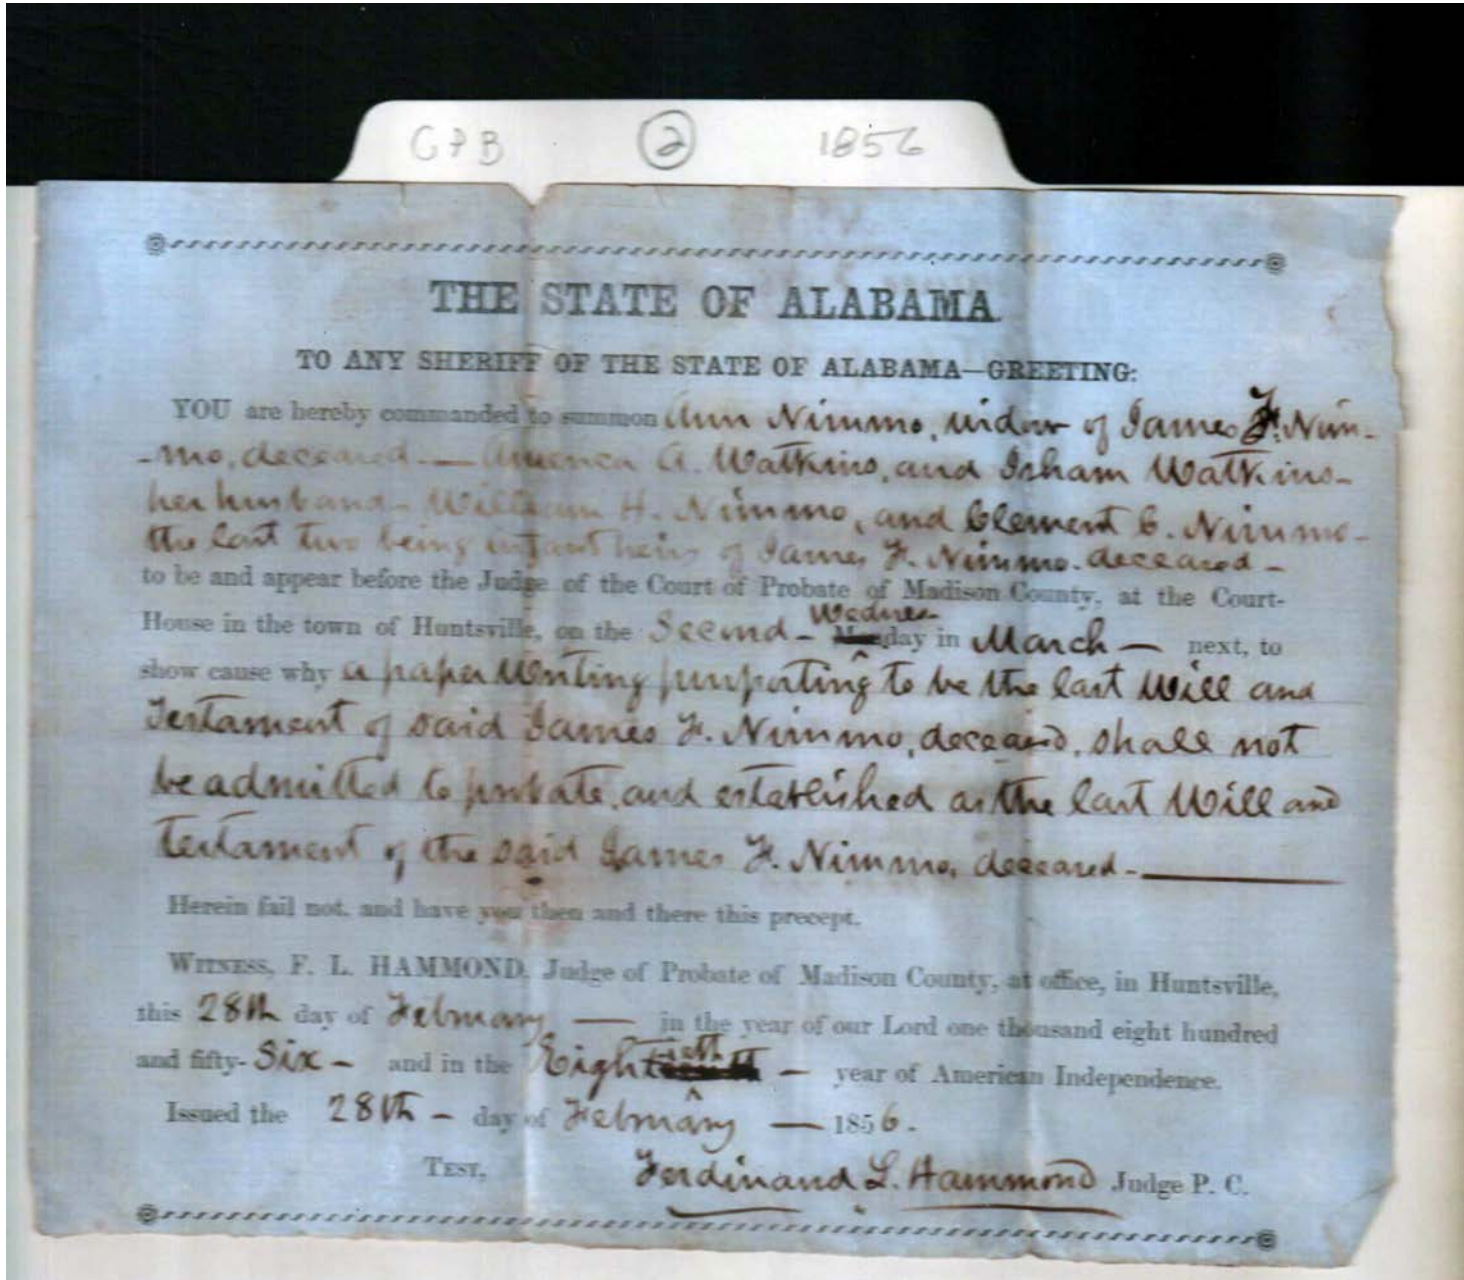 CPB 2 1856
THE STATE OF ALABAMA.
TO ANY SHERIFF OF THE STATE OF ALABAMA—GREETING:
YOU are hereby commanded to summon Ann Nimmo, widow of James F. Nim-
-mo, deceased — America A. Watkins, and Isham Watkins-
her husband- William H. Nimmo, and Clement C. Nimmo-
the last two being infant heirs of James F. Nimmo. deceased-
to be and appear before the Judge of the Court of Probate of Madison County, at the Court-
House in the town of Huntsville, on the Second- Wednesday in March — next, to
show cause why a paper Writing purporting to be the last Will and
Testament of said James F. Nimmo, deceased, shall not
be admitted to probate, and established as the last Will and
testament of the said James F. Nimmo, deceased-
Herein fail not, and have you then and there this precept.
WITNESS, F. L. HAMMOND, Judge of Probate of Madison County, at office, in Huntsville,
this 28th day of February — in the year of our Lord one thousand eight hundred
and fifty-Six- and in the Eightieth - year of American Independence.
Issued the 28th - day of February — 1856.
TEST, Ferdinand L. Hammond Judge P. C.